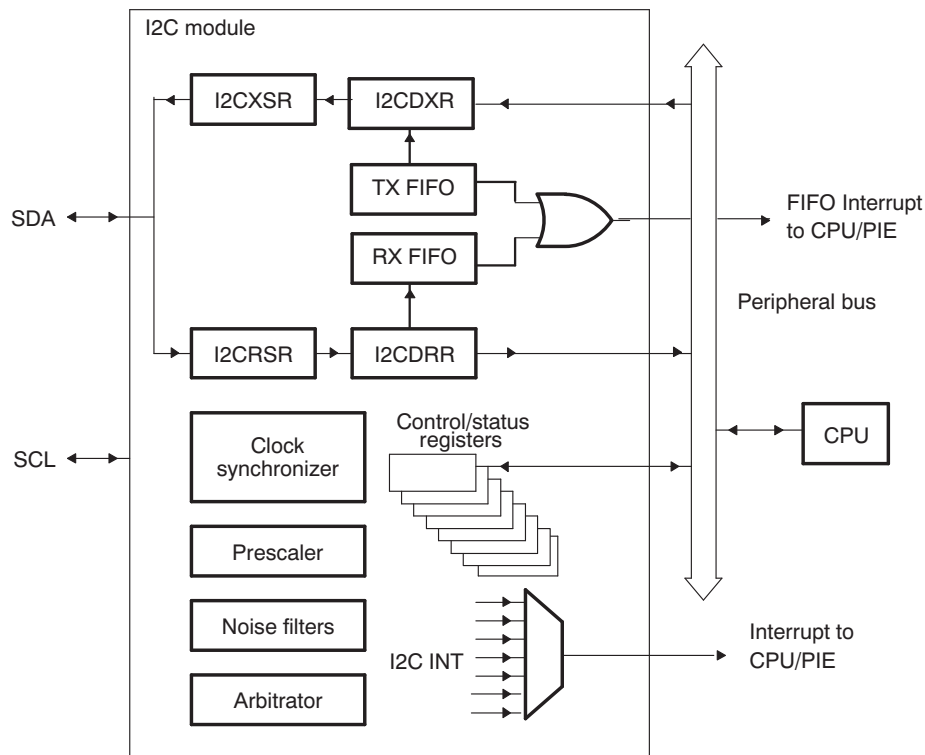 I2C module
I2CXSR
I2CDXR
TX FIFO
SDA
FIFO Interrupt
to CPU/PIE
RX FIFO
Peripheral bus
I2CRSR
I2CDRR
Control/status
registers
Clock
synchronizer
CPU
SCL
Prescaler
Noise filters
I2C INT
Interrupt to
CPU/PIE
Arbitrator